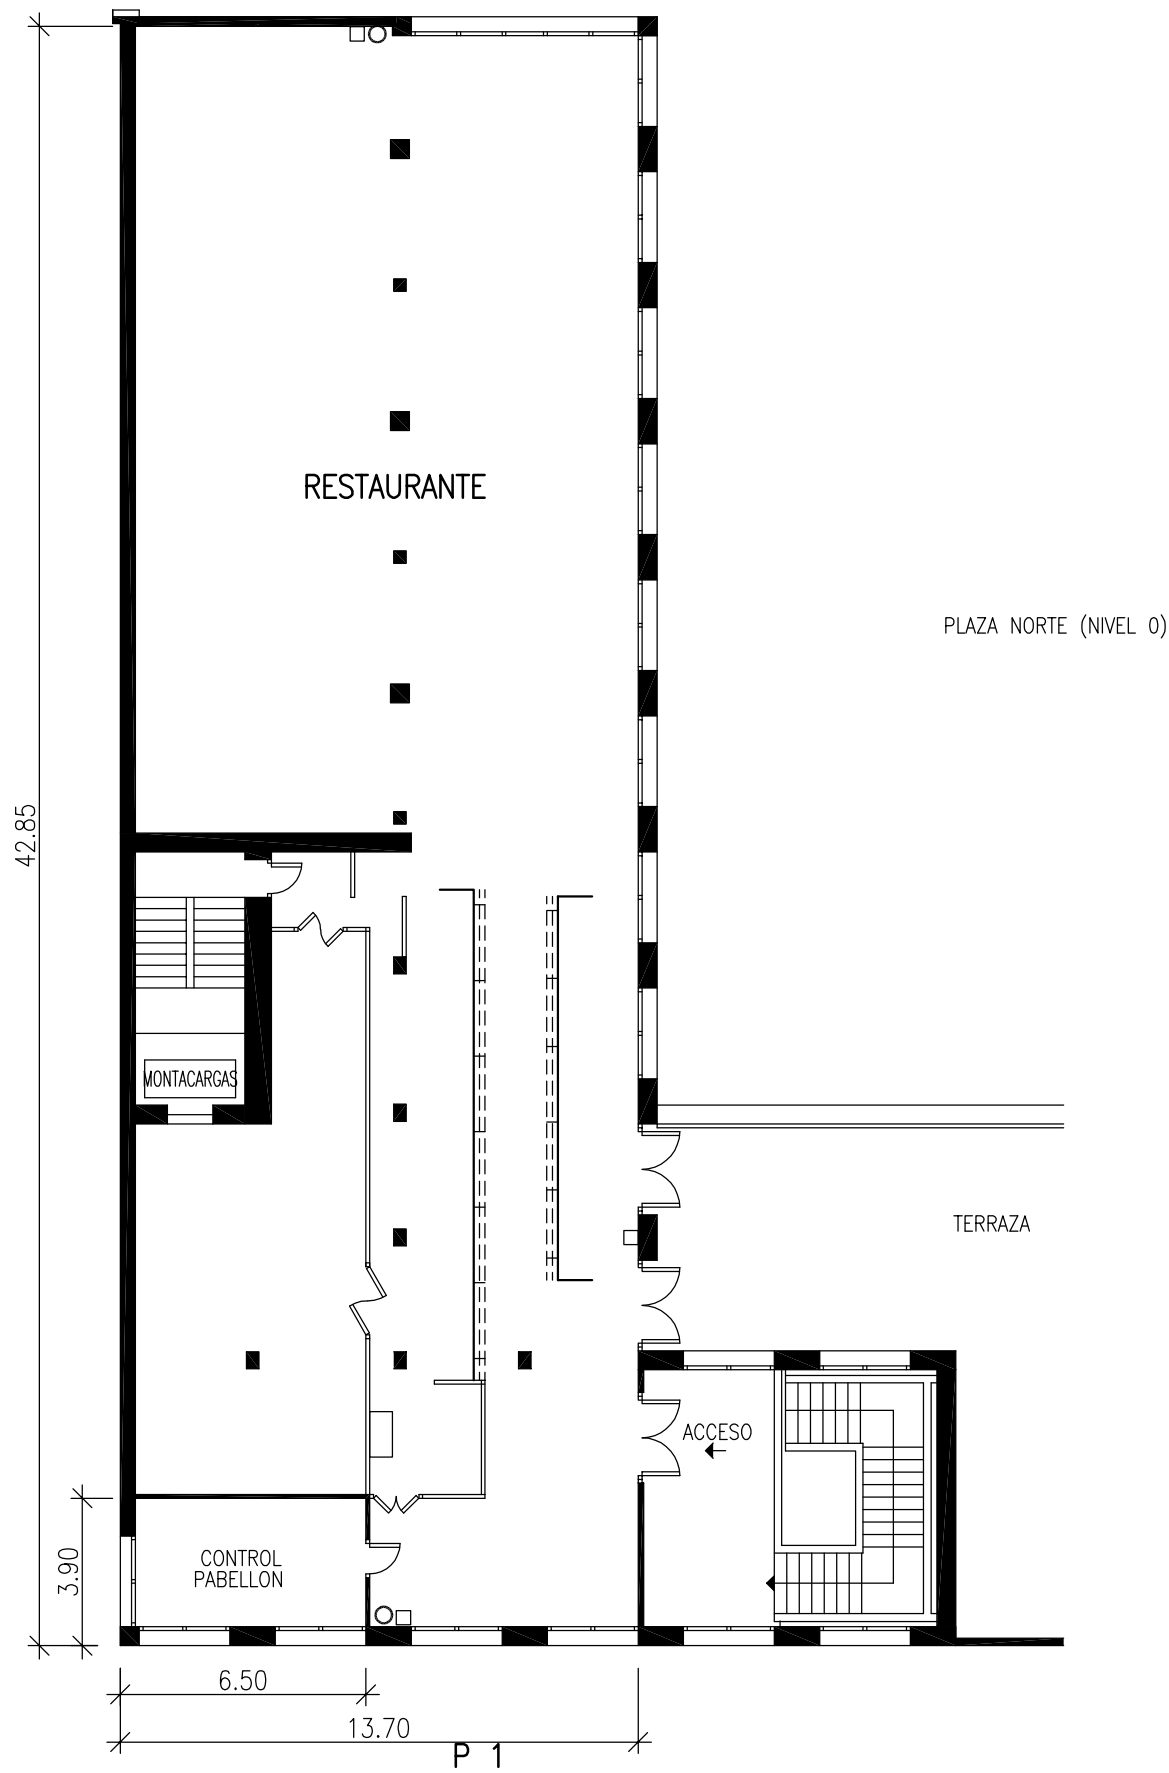 RESTAURANTE
PLAZA NORTE (NIVEL 0)
42.85
MONTACARGAS
TERRAZA
ACCESO
3.90
CONTROL
PABELLON
6.50
13.70
P 1